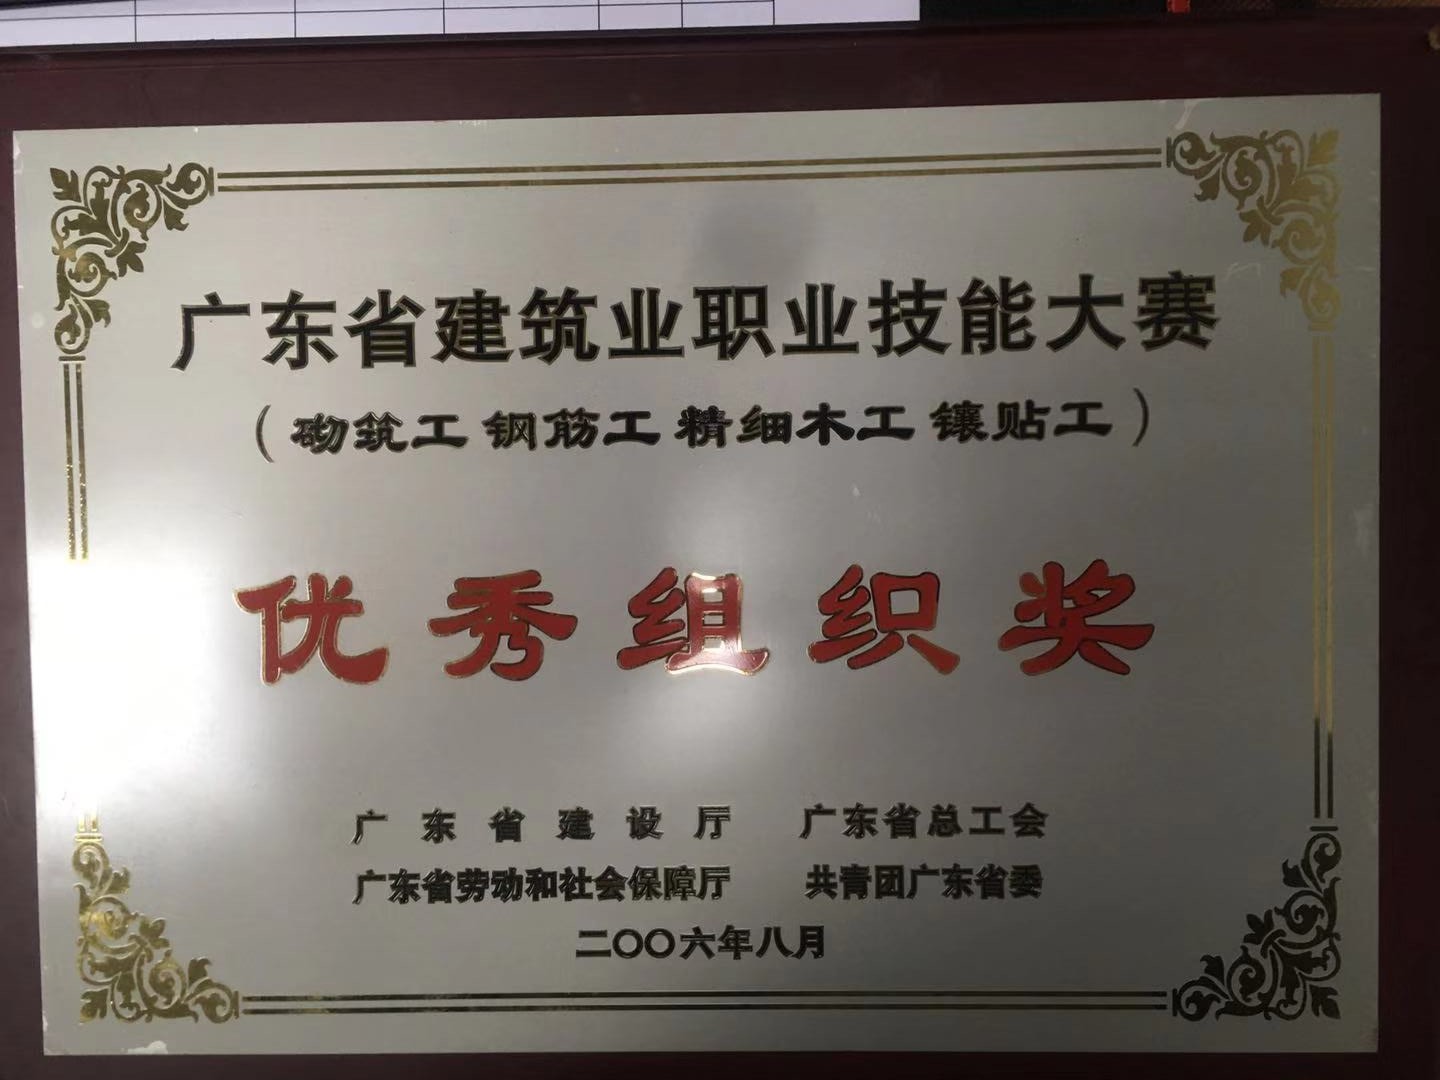 广东省建筑业职业技能大赛
（砌筑工 钢筋工 精细木工 镶贴工）
优秀组织奖
广东省建设厅 广东省总工会
广东省劳动和社会保障厅 共青团广东省委
二〇〇六年八月